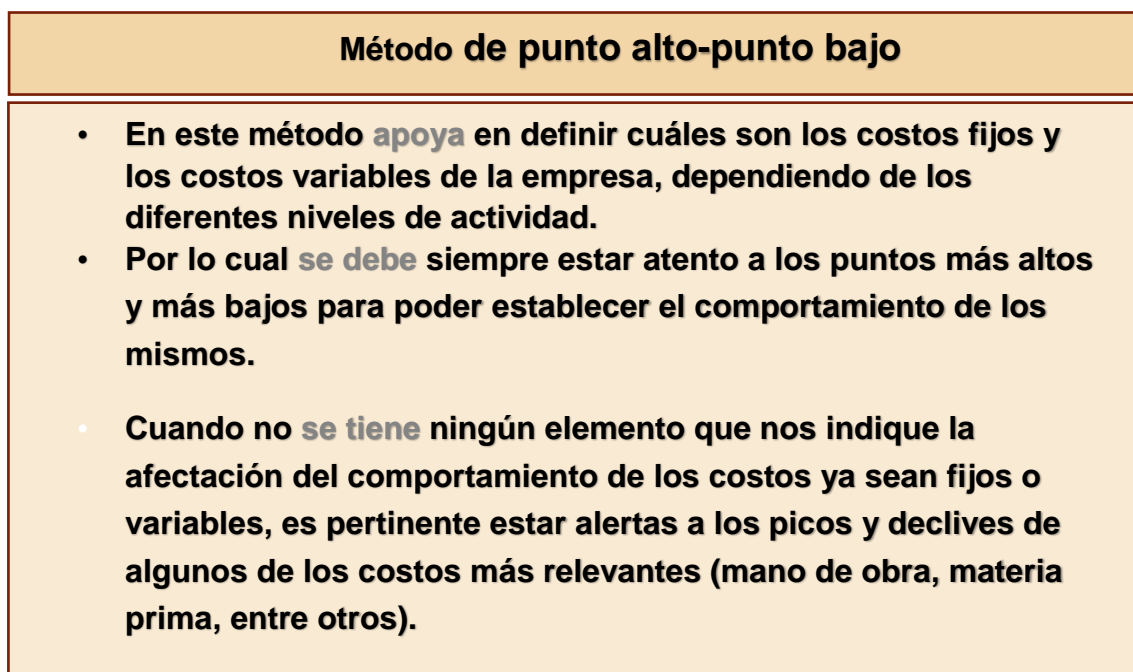 Método de punto alto-punto bajo
• En este método apoya en definir cuáles son los costos fijos y
los costos variables de la empresa, dependiendo de los
diferentes niveles de actividad.
• Por lo cual se debe siempre estar atento a los puntos más altos
y más bajos para poder establecer el comportamiento de los
mismos.
• Cuando no se tiene ningún elemento que nos indique la
afectación del comportamiento de los costos ya sean fijos o
variables, es pertinente estar alertas a los picos y declives de
algunos de los costos más relevantes (mano de obra, materia
prima, entre otros).